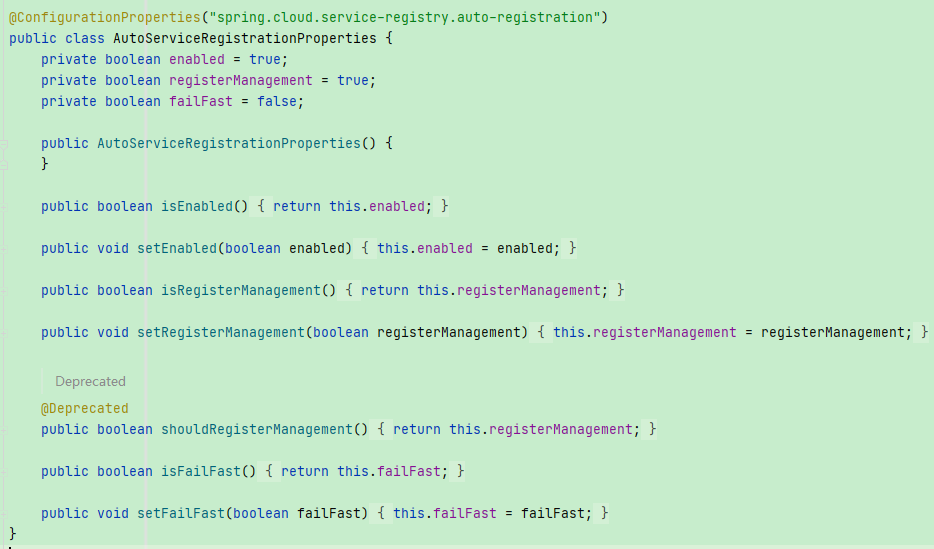 @ConfigurationProperties("spring.cloud.service-registry.auto-registration")
public class AutoServiceRegistrationProperties {
    private boolean enabled = true;
    private boolean registerManagement = true;
    private boolean failFast = false;

    public AutoServiceRegistrationProperties() {
    }

    public boolean isEnabled() { return this.enabled; }

    public void setEnabled(boolean enabled) { this.enabled = enabled; }

    public boolean isRegisterManagement() { return this.registerManagement; }

    public void setRegisterManagement(boolean registerManagement) { this.registerManagement = registerManagement; }

    Deprecated
    @Deprecated
    public boolean shouldRegisterManagement() { return this.registerManagement; }

    public boolean isFailFast() { return this.failFast; }

    public void setFailFast(boolean failFast) { this.failFast = failFast; }
}